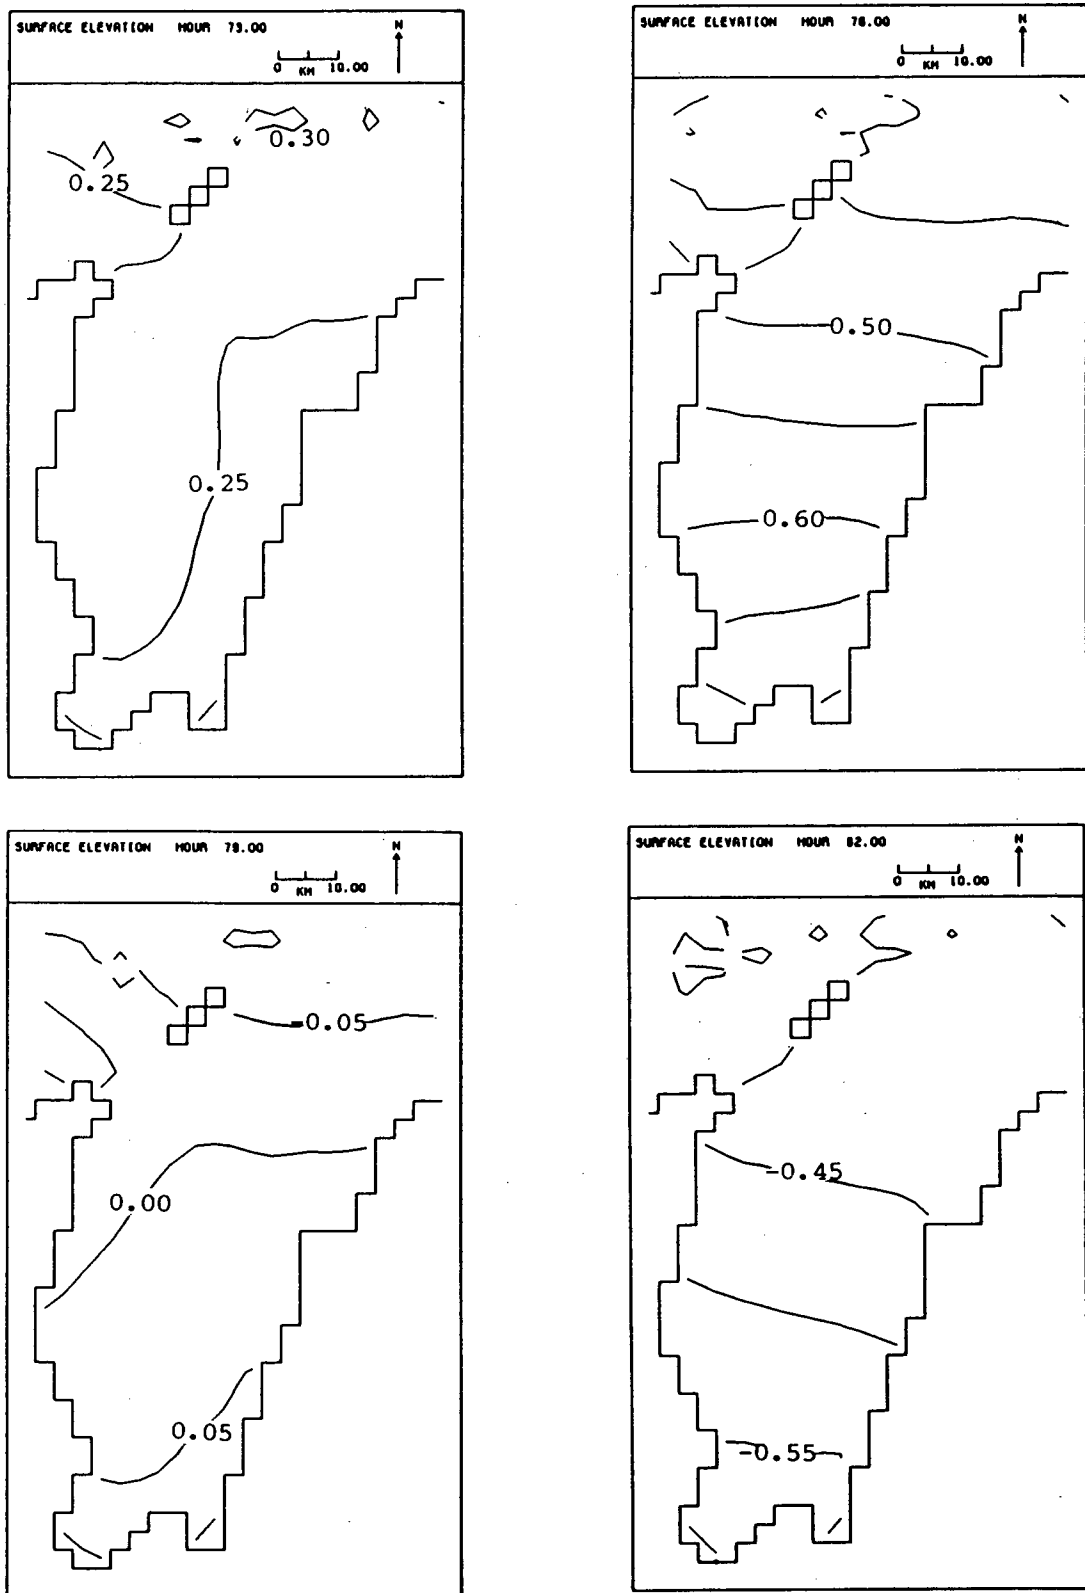 SURFACE ELEVATION HOUR 73.00
N
0 KM 10.00
0.30
0.25
0.25
SURFACE ELEVATION HOUR 76.00
N
0 KM 10.00
0.50
0.60
SURFACE ELEVATION HOUR 79.00
N
0 KM 10.00
-0.05
0.00
0.05
SURFACE ELEVATION HOUR 82.00
N
0 KM 10.00
-0.45
-0.55